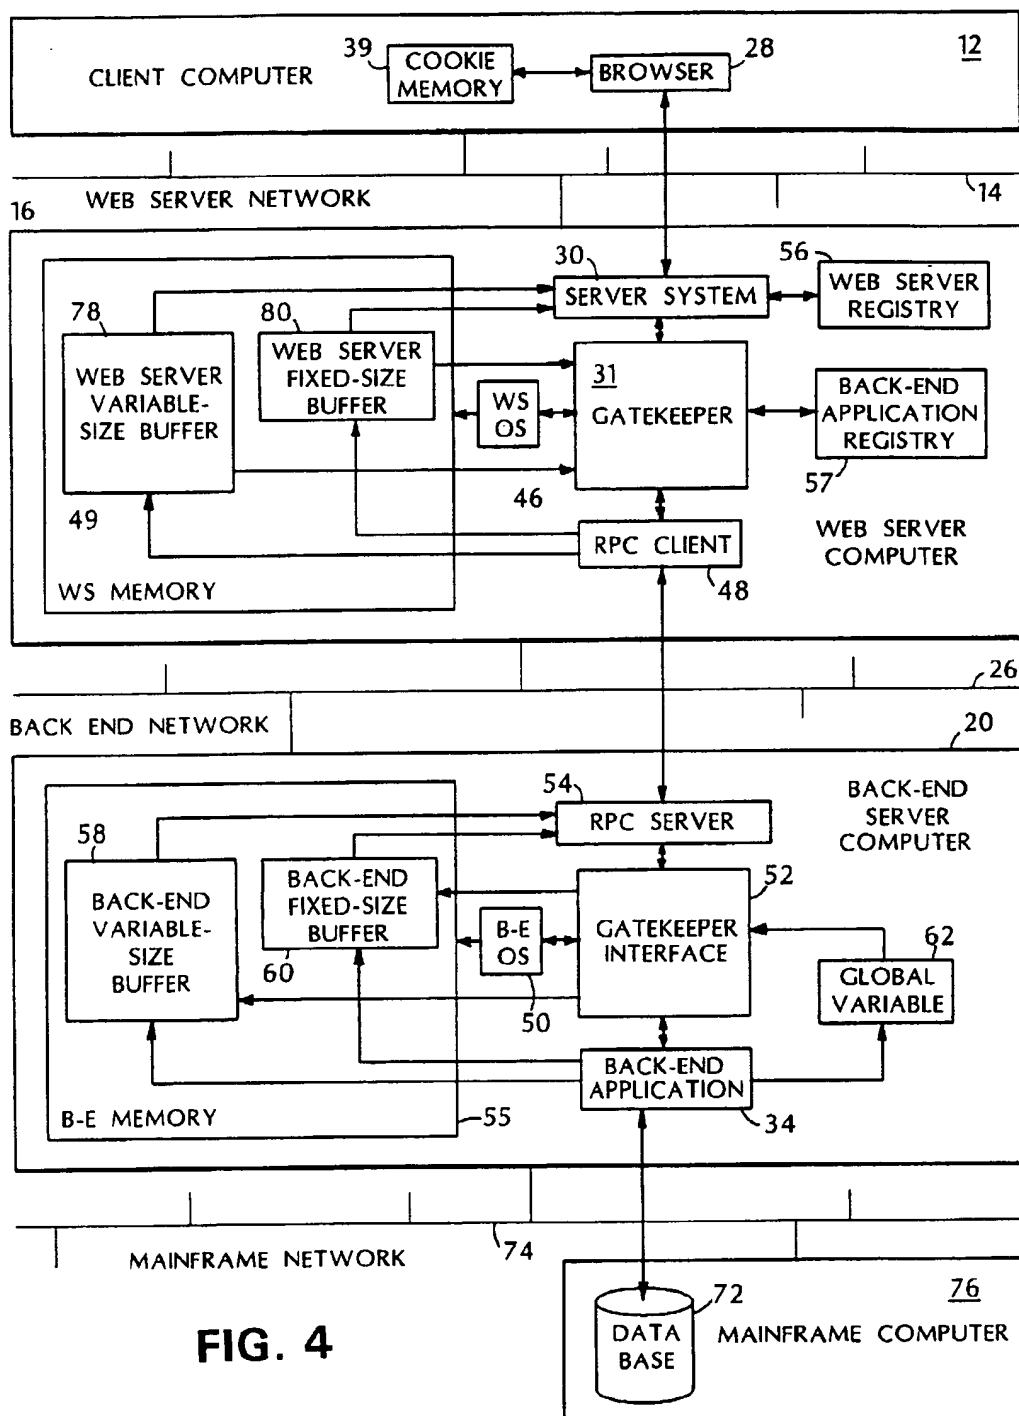 39
COOKIE
MEMORY
28
BROWSER
12
CLIENT COMPUTER
WEB SERVER NETWORK
14
16
30
SERVER SYSTEM
56
WEB SERVER
REGISTRY
78
WEB SERVER
VARIABLE-
SIZE BUFFER
80
WEB SERVER
FIXED-SIZE
BUFFER
WS
OS
31
GATEKEEPER
BACK-END
APPLICATION
REGISTRY
57
49
46
RPC CLIENT
48
WEB SERVER
COMPUTER
WS MEMORY
26
BACK END NETWORK
20
54
RPC SERVER
BACK-END
SERVER
COMPUTER
58
BACK-END
VARIABLE-
SIZE
BUFFER
BACK-END
FIXED-SIZE
BUFFER
60
B-E
OS
50
52
GATEKEEPER
INTERFACE
62
GLOBAL
VARIABLE
BACK-END
APPLICATION
34
B-E MEMORY
55
MAINFRAME NETWORK
74
76
72
DATA
BASE
MAINFRAME COMPUTER
FIG. 4